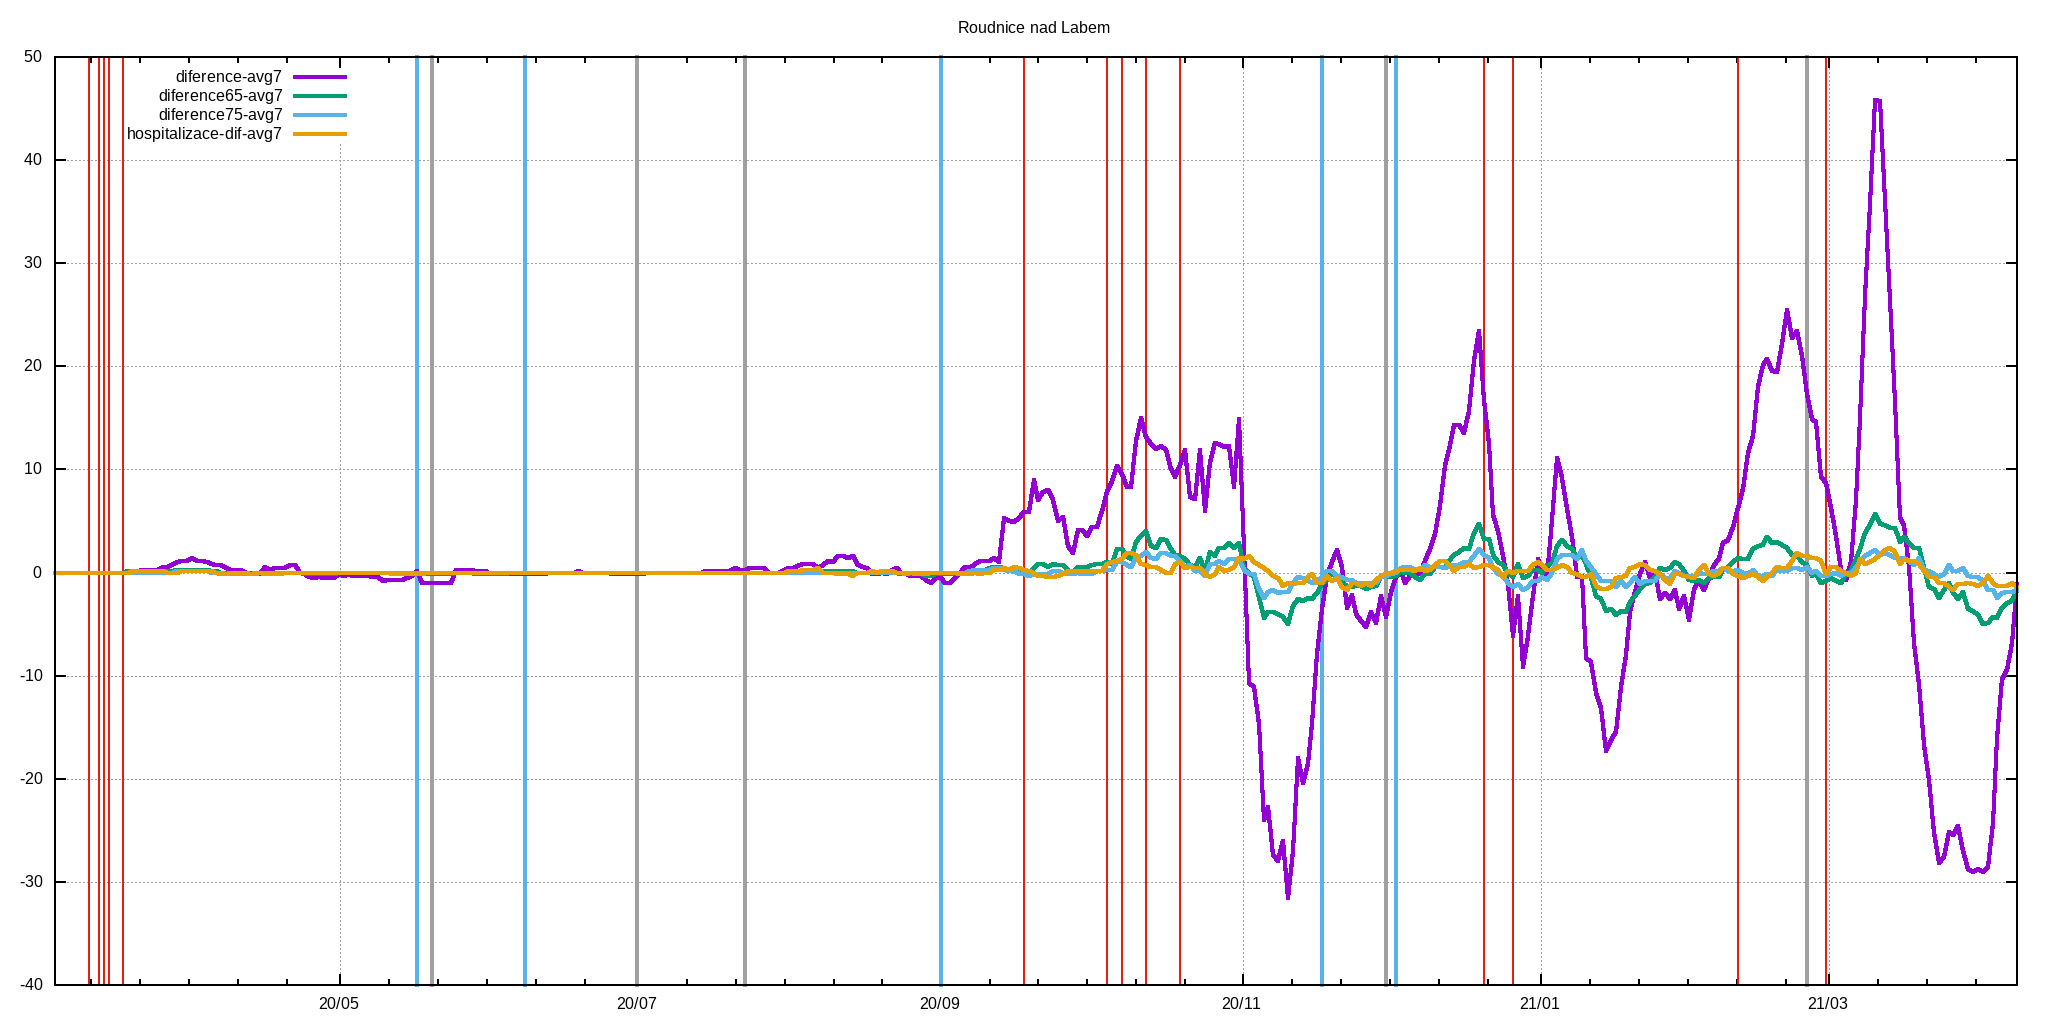 Roudnice nad Labem
diference-avg7
diference65-avg7
diference75-avg7
hospitalizace-dif-avg7
50
40
30
20
10
0
-10
-20
-30
-40
20/05 20/07 20/09 20/11 21/01 21/03